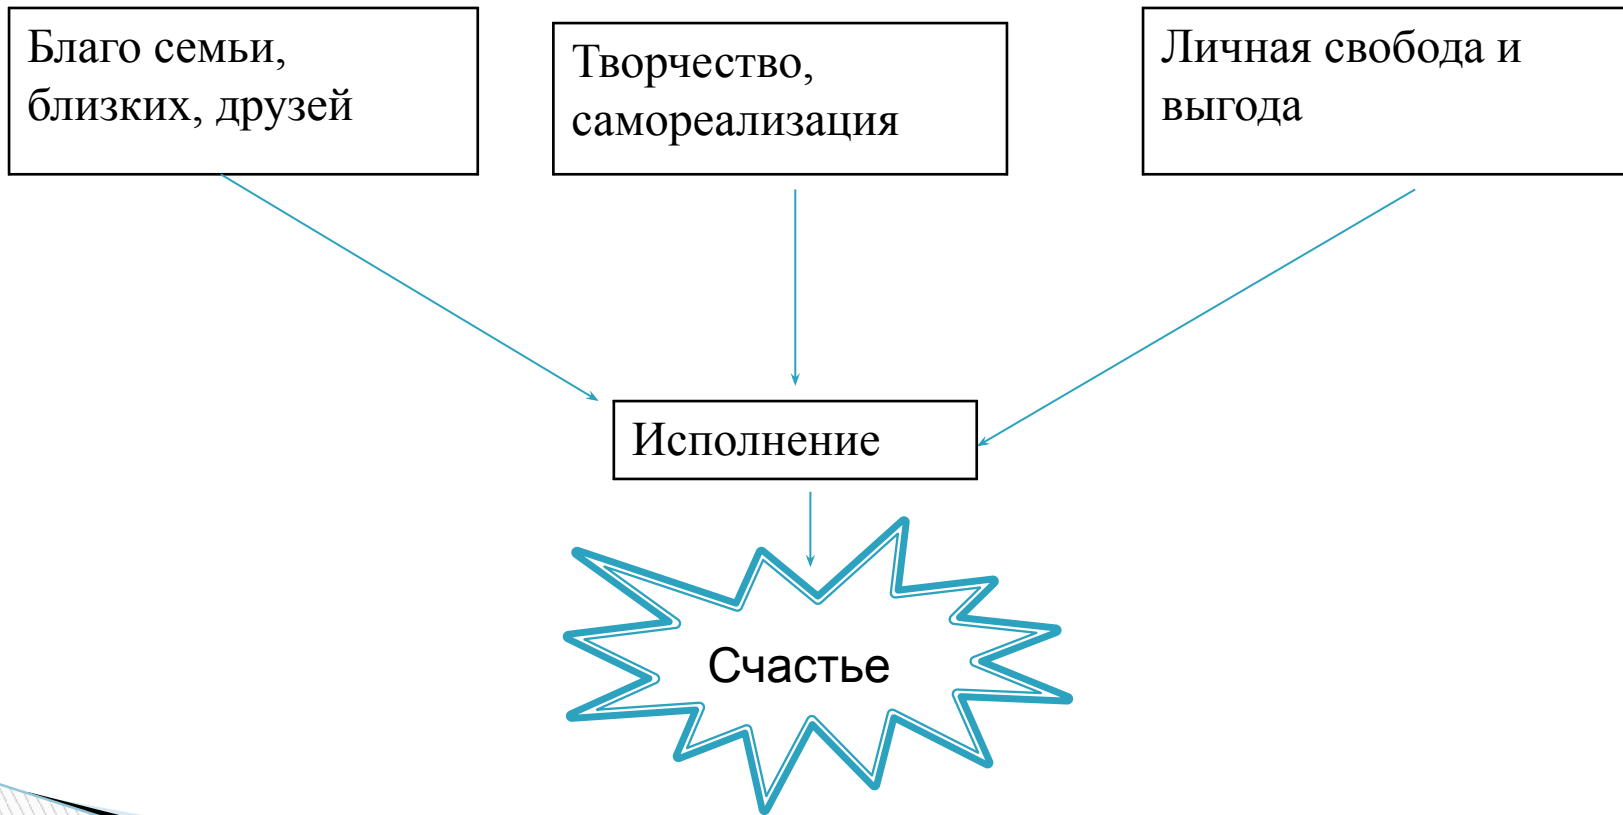 Благо семьи,
близких, друзей
Творчество,
самореализация
Личная свобода и
выгода
Исполнение
Счастье